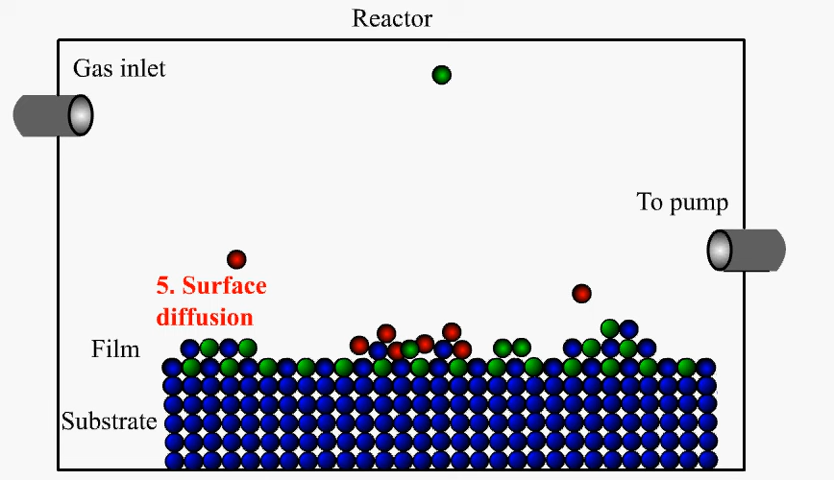 Reactor
Gas inlet
To pump
5. Surface
diffusion
Film
Substrate